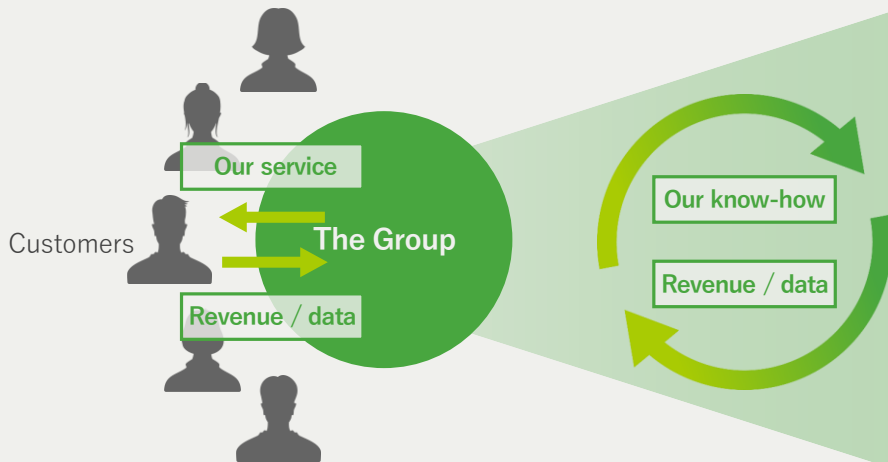 Our service
Customers
The Group
Revenue / data
Our know-how
Revenue / data